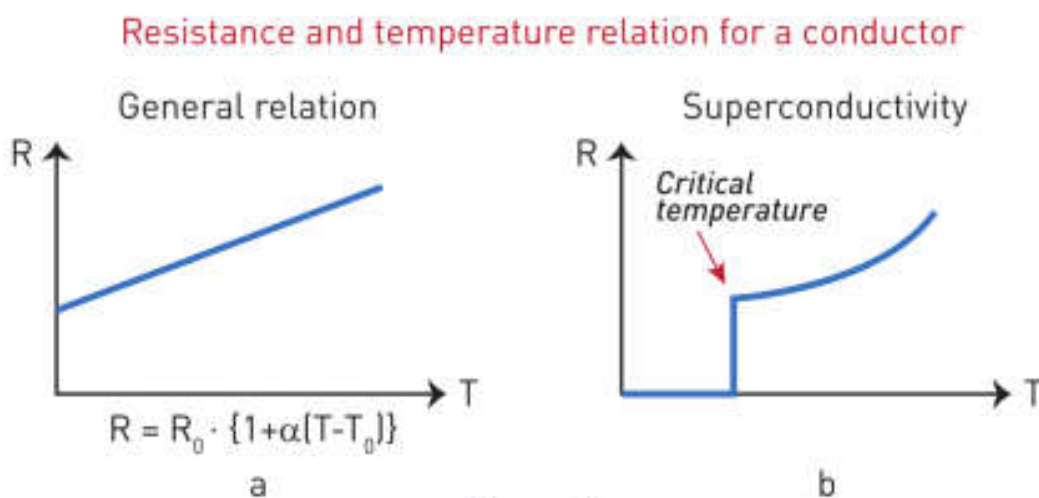 Resistance and temperature relation for a conductor
General relation
Superconductivity
R
R
Critical
temperature
T
T
R = R₀ · {1+α(T-T₀)}
a
b